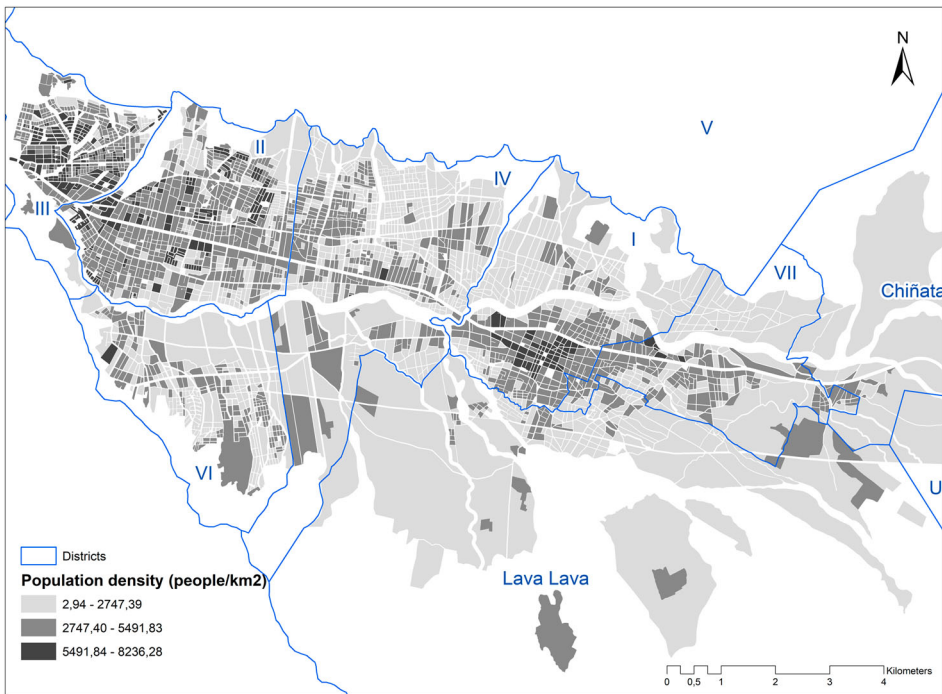 N
V
II
IV
III
I
VII
Chiñata
VI
U
Lava Lava
Districts
Population density (people/km2)
2,94 - 2747,39
2747,40 - 5491,83
5491,84 - 8236,28
Kilometers
0 0,5 1 2 3 4